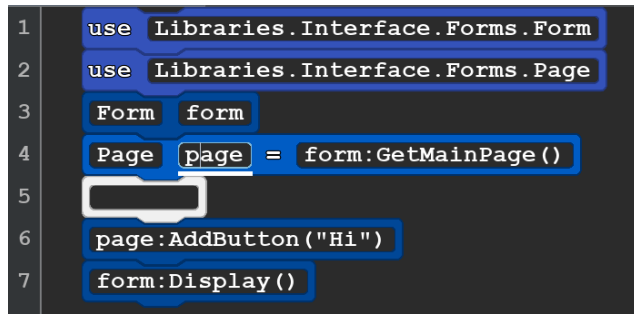 1 use Libraries.Interface.Forms.Form
2 use Libraries.Interface.Forms.Page
3 Form form
4 Page page = form:GetMainPage()
5
6 page:AddButton("Hi")
7 form:Display()